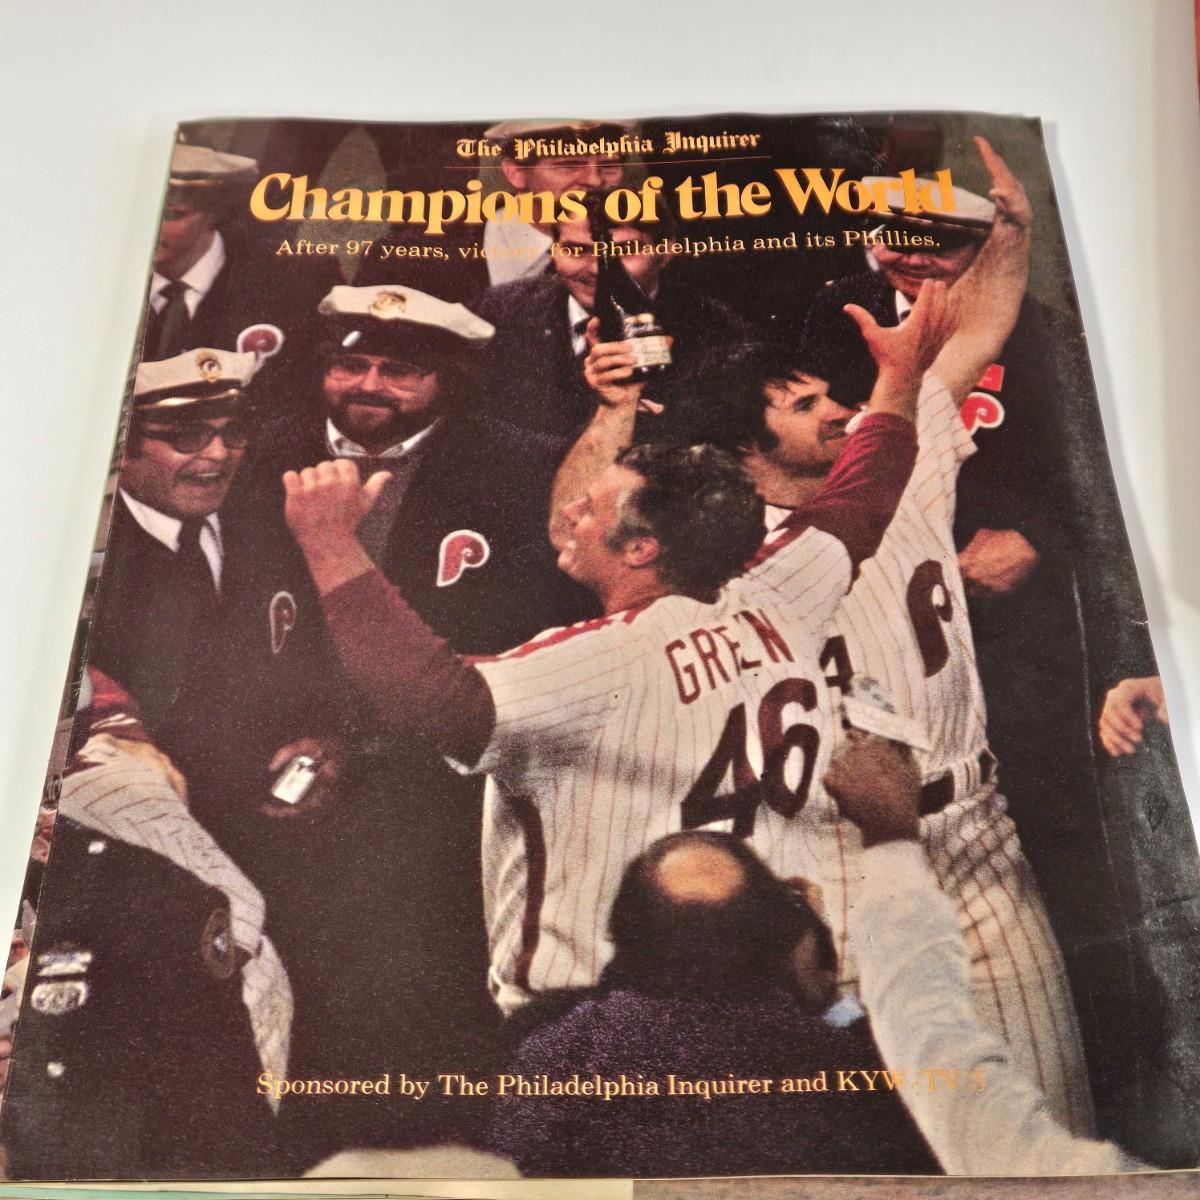 The Philadelphia Inquirer
Champions of the World
After 97 years, victory for Philadelphia and its Phillies.
P
P
P
P
P
GREEN
46
4
Sponsored by The Philadelphia Inquirer and KYW-TV 3